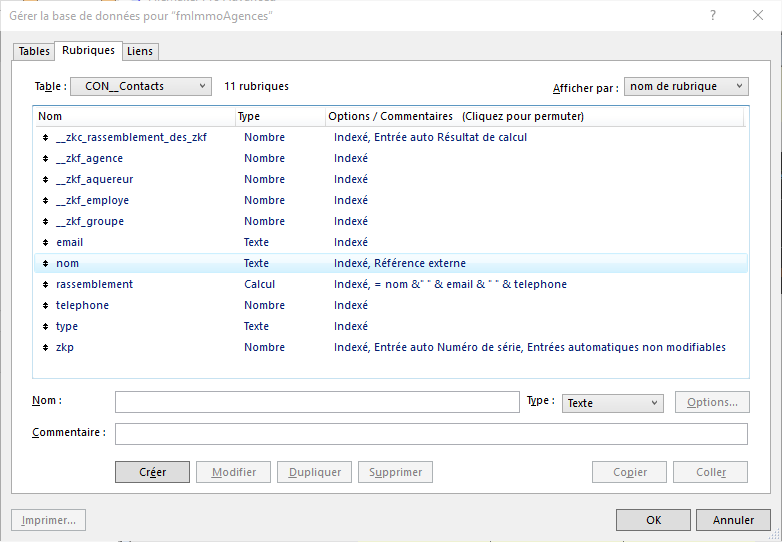 Gérer la base de données pour "fmImmoAgences"
Tables Rubriques Liens
Table : CON__Contacts 11 rubriques Afficher par : nom de rubrique
Nom Type Options / Commentaires (Cliquez pour permuter)
__zkc_rassemblement_des_zkf Nombre Indexé, Entrée auto Résultat de calcul
__zkf_agence Nombre Indexé
__zkf_aquereur Nombre Indexé
__zkf_employe Nombre Indexé
__zkf_groupe Nombre Indexé
email Texte Indexé
nom Texte Indexé, Référence externe
rassemblement Calcul Indexé, = nom &" " & email & " " & telephone
telephone Nombre Indexé
type Texte Indexé
zkp Nombre Indexé, Entrée auto Numéro de série, Entrées automatiques non modifiables
Nom : Type : Texte Options...
Commentaire :
Créer Modifier Dupliquer Supprimer Copier Coller
Imprimer... OK Annuler